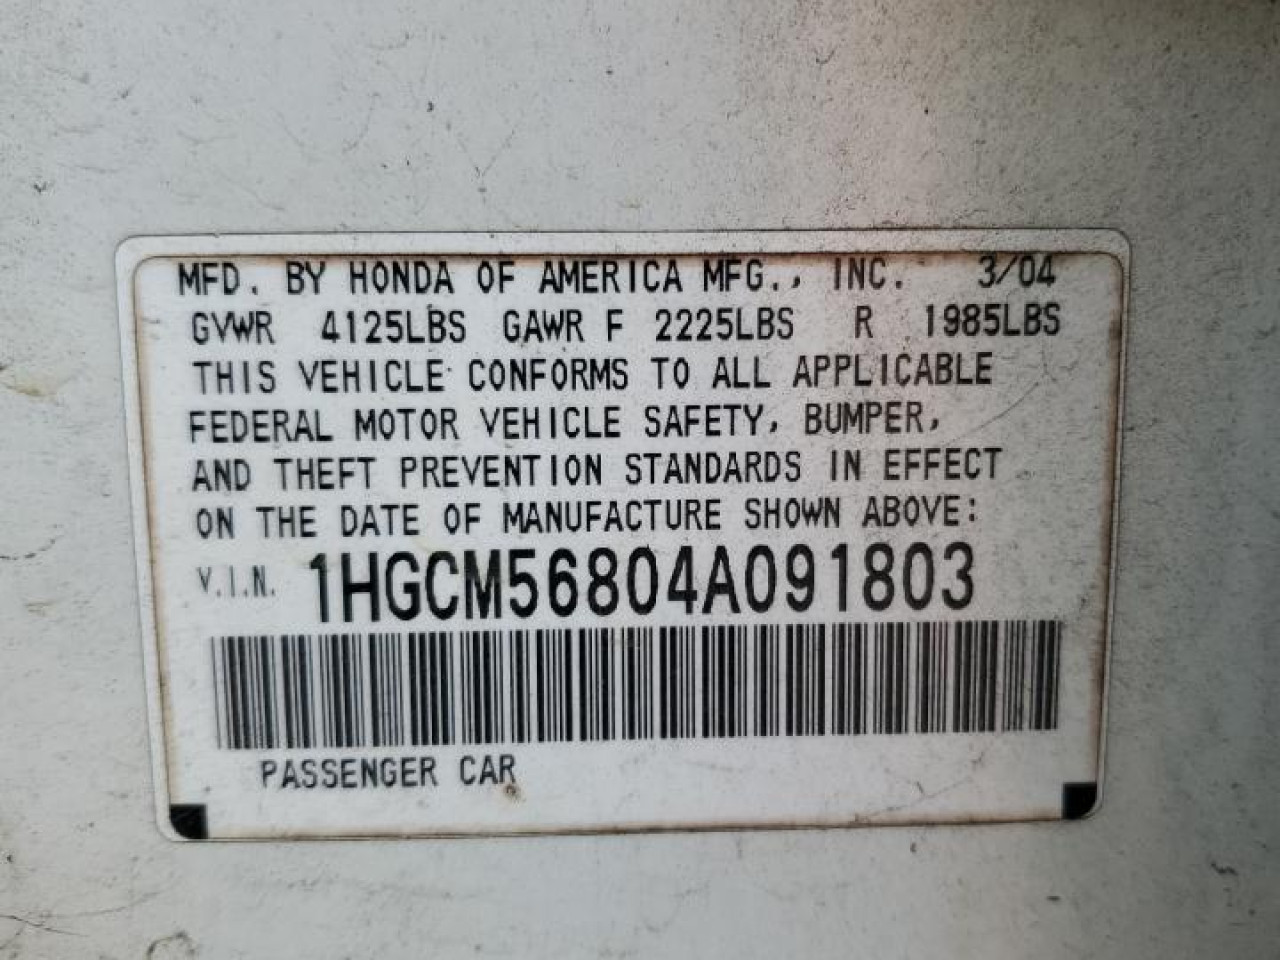 MFD. BY HONDA OF AMERICA MFG., INC. 3/04
GVWR 4125LBS GAWR F 2225LBS R 1985LBS
THIS VEHICLE CONFORMS TO ALL APPLICABLE
FEDERAL MOTOR VEHICLE SAFETY, BUMPER,
AND THEFT PREVENTION STANDARDS IN EFFECT
ON THE DATE OF MANUFACTURE SHOWN ABOVE:
V.I.N. 1HGCM56804A091803
PASSENGER CAR